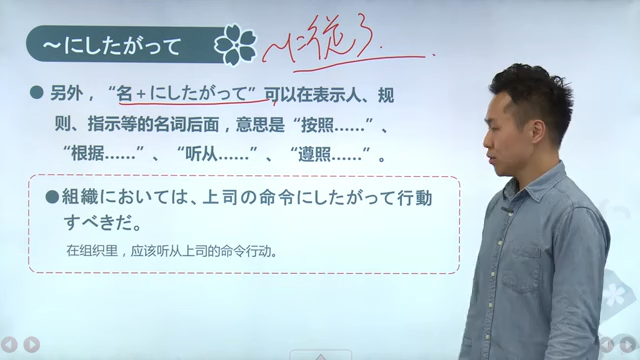 ～にしたがって
～に従う.
● 另外，“名＋にしたがって”可以在表示人、规
则、指示等的名词后面，意思是“按照……”、
“根据……”、“听从……”、“遵照……”。
●組織においては、上司の命令にしたがって行動
すべきだ。
在组织里，应该听从上司的命令行动。